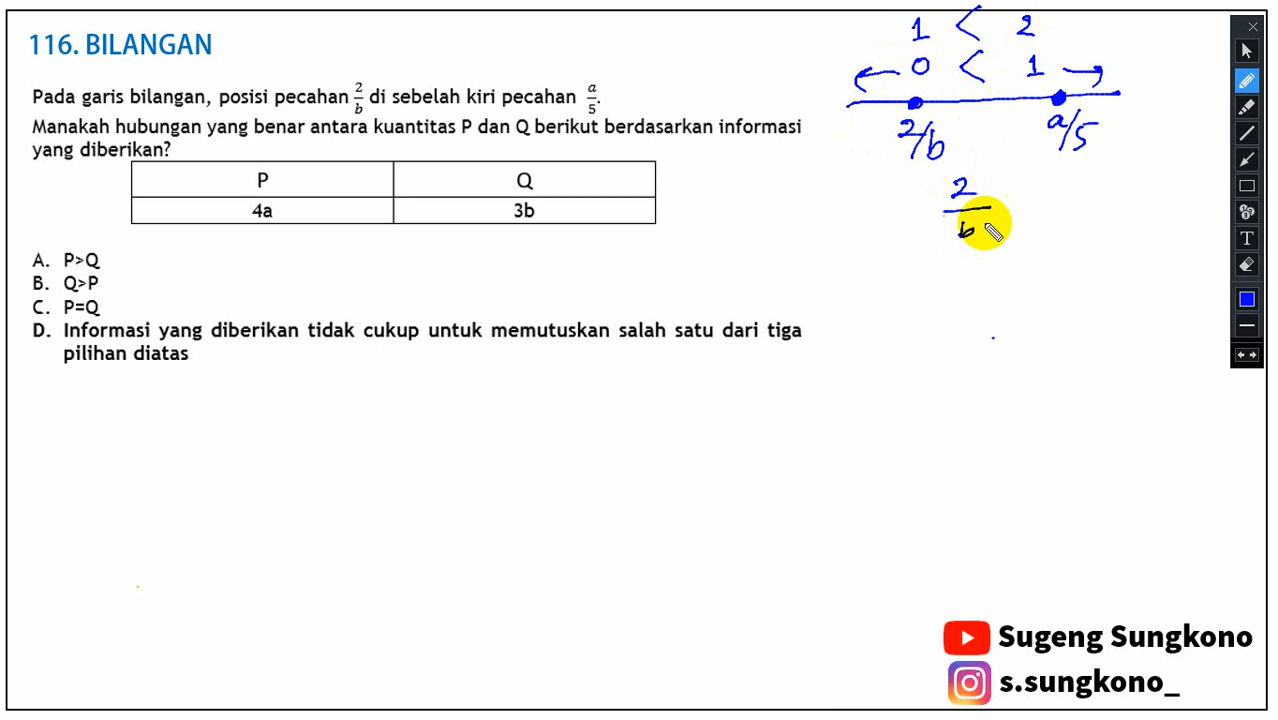 116. BILANGAN
Pada garis bilangan, posisi pecahan 2/b di sebelah kiri pecahan a/5.
Manakah hubungan yang benar antara kuantitas P dan Q berikut berdasarkan informasi
yang diberikan?
P Q
4a 3b
A. P>Q
B. Q>P
C. P=Q
D. Informasi yang diberikan tidak cukup untuk memutuskan salah satu dari tiga
pilihan diatas
1 < 2
0 < 1
2/b a/5
2
b
T
Sugeng Sungkono
s.sungkono_